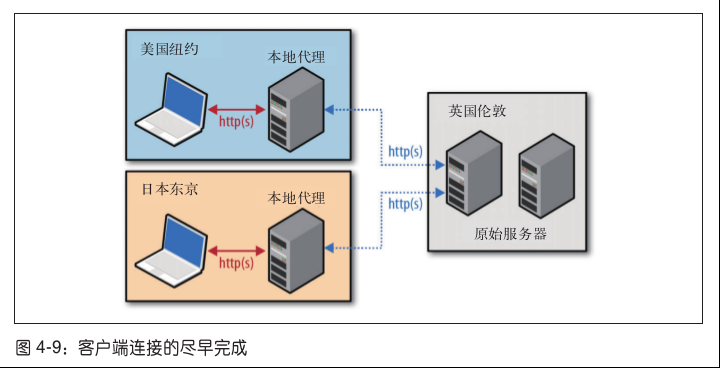 美国纽约
本地代理
http(s)
http(s)
英国伦敦
日本东京
本地代理
http(s)
http(s)
原始服务器
图 4-9：客户端连接的尽早完成